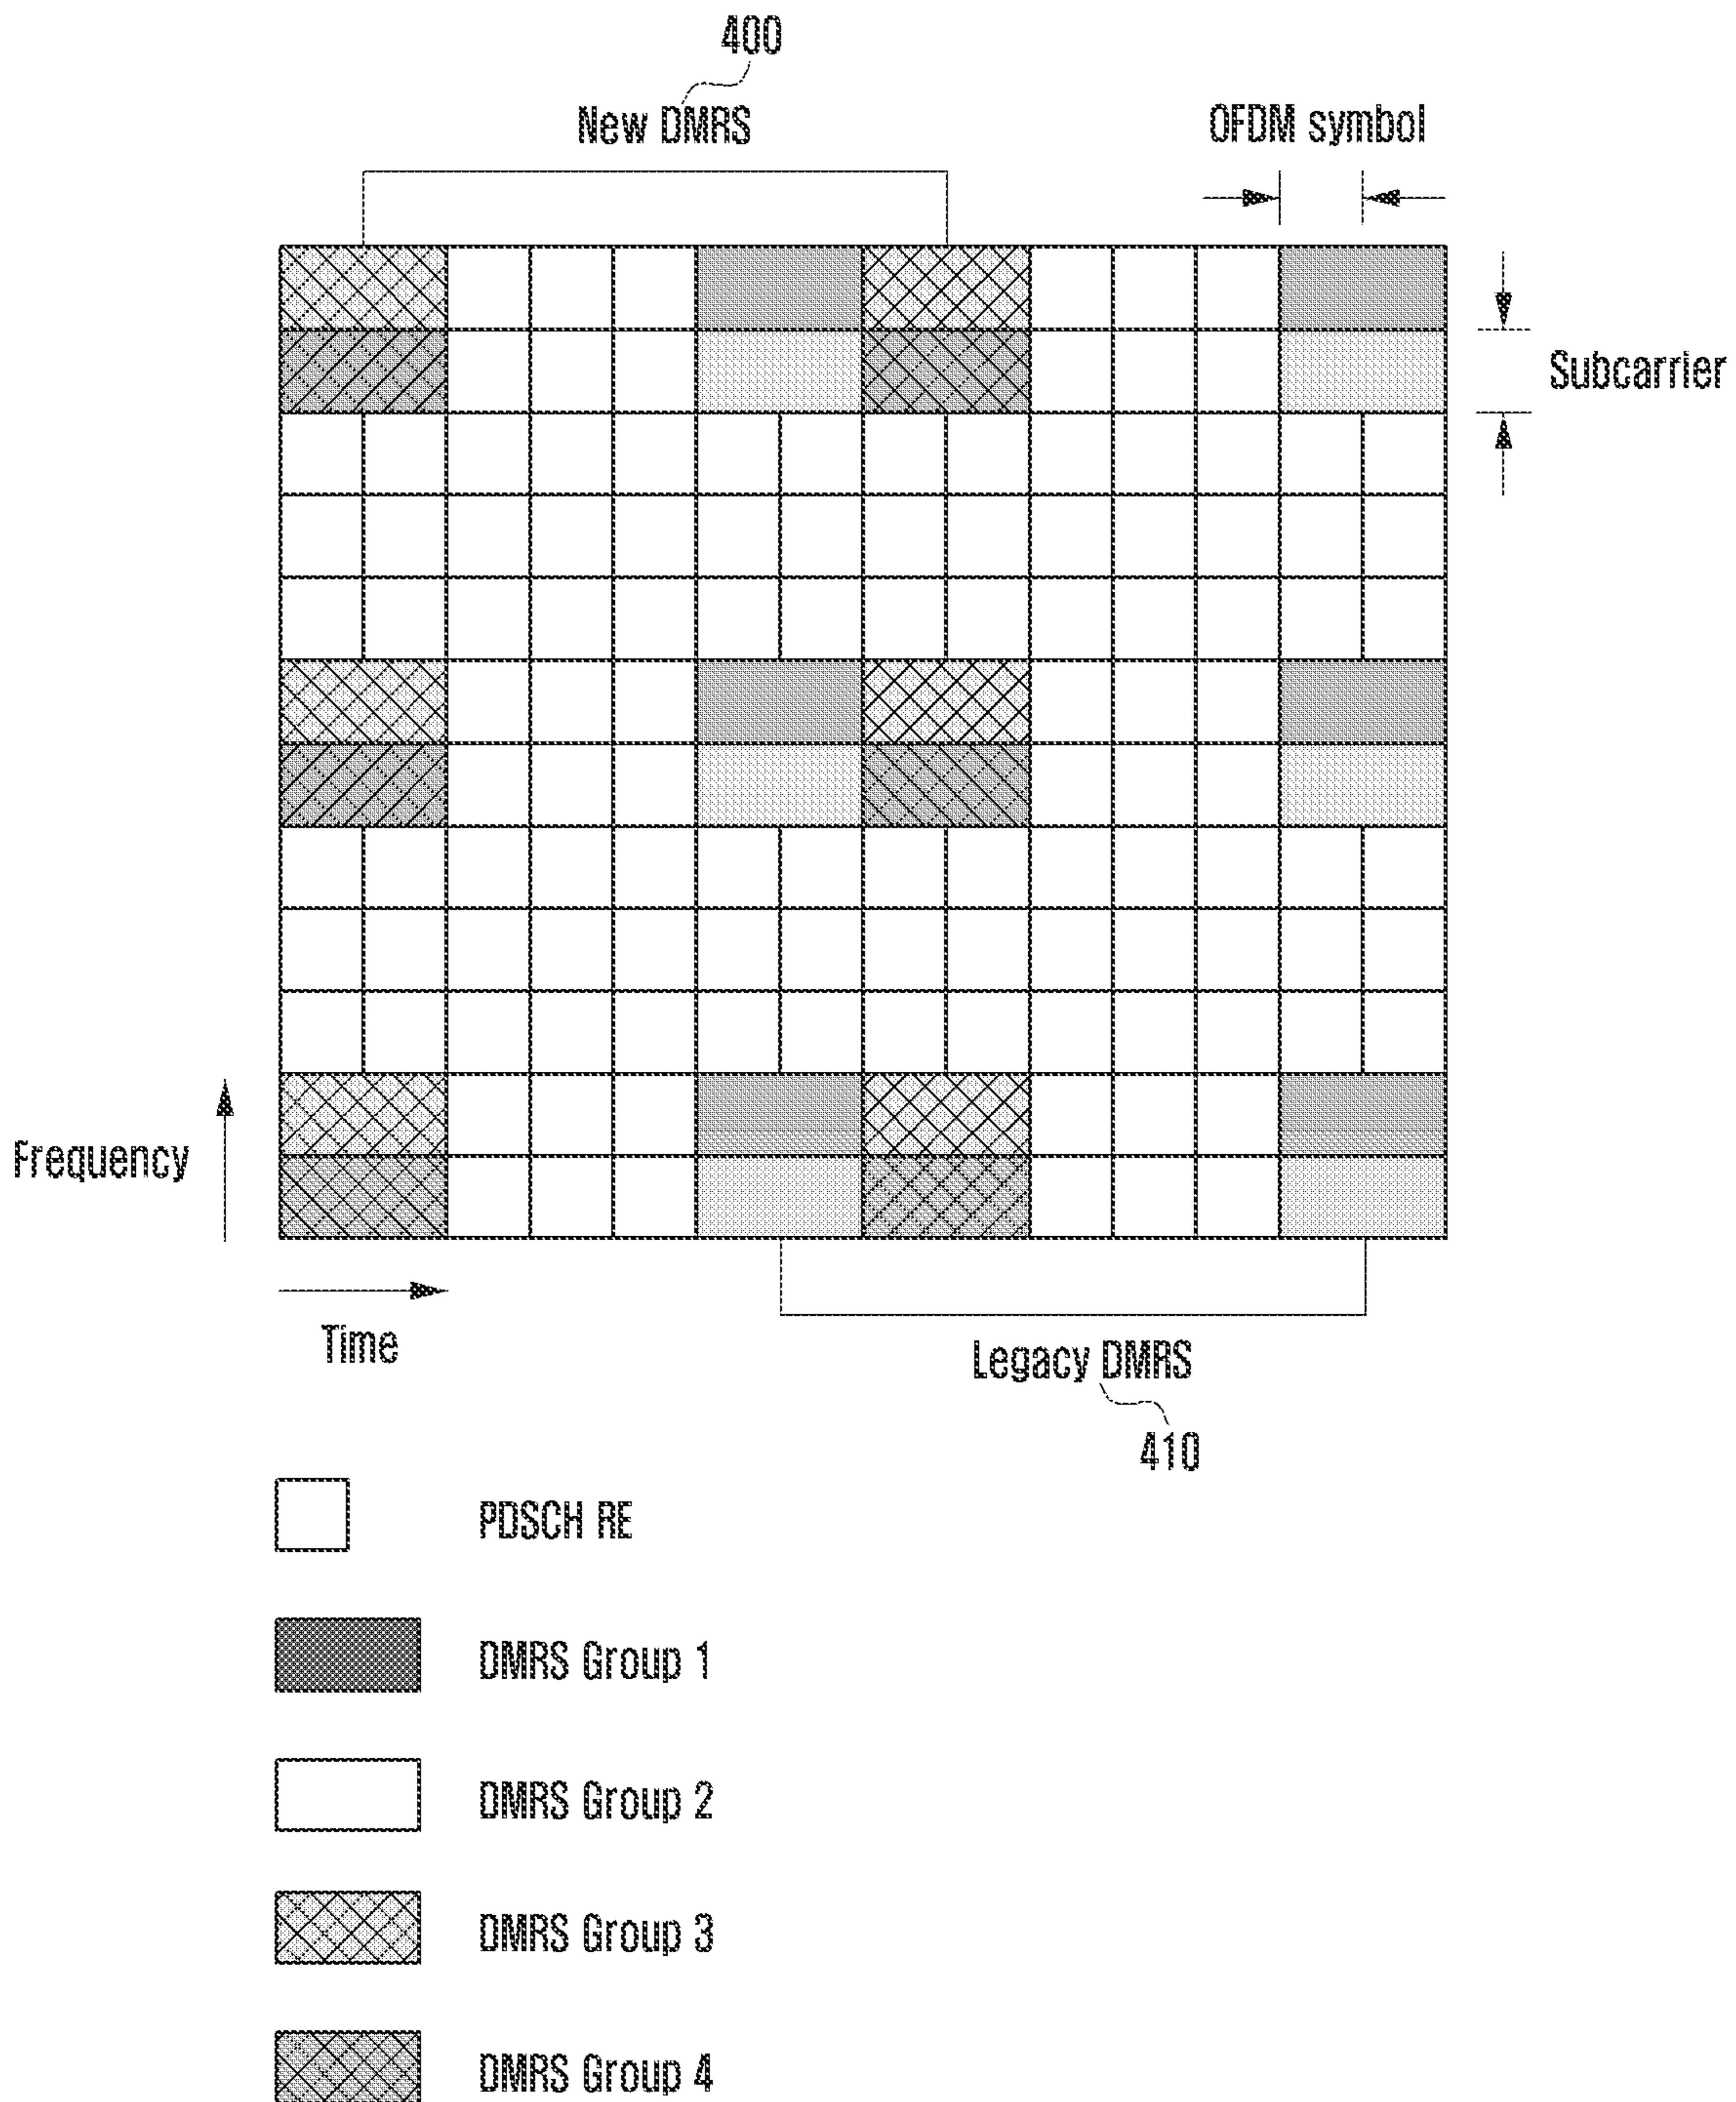 400
New DMRS
OFDM symbol
Subcarrier
Frequency
Time
Legacy DMRS
410
PDSCH RE
DMRS Group 1
DMRS Group 2
DMRS Group 3
DMRS Group 4